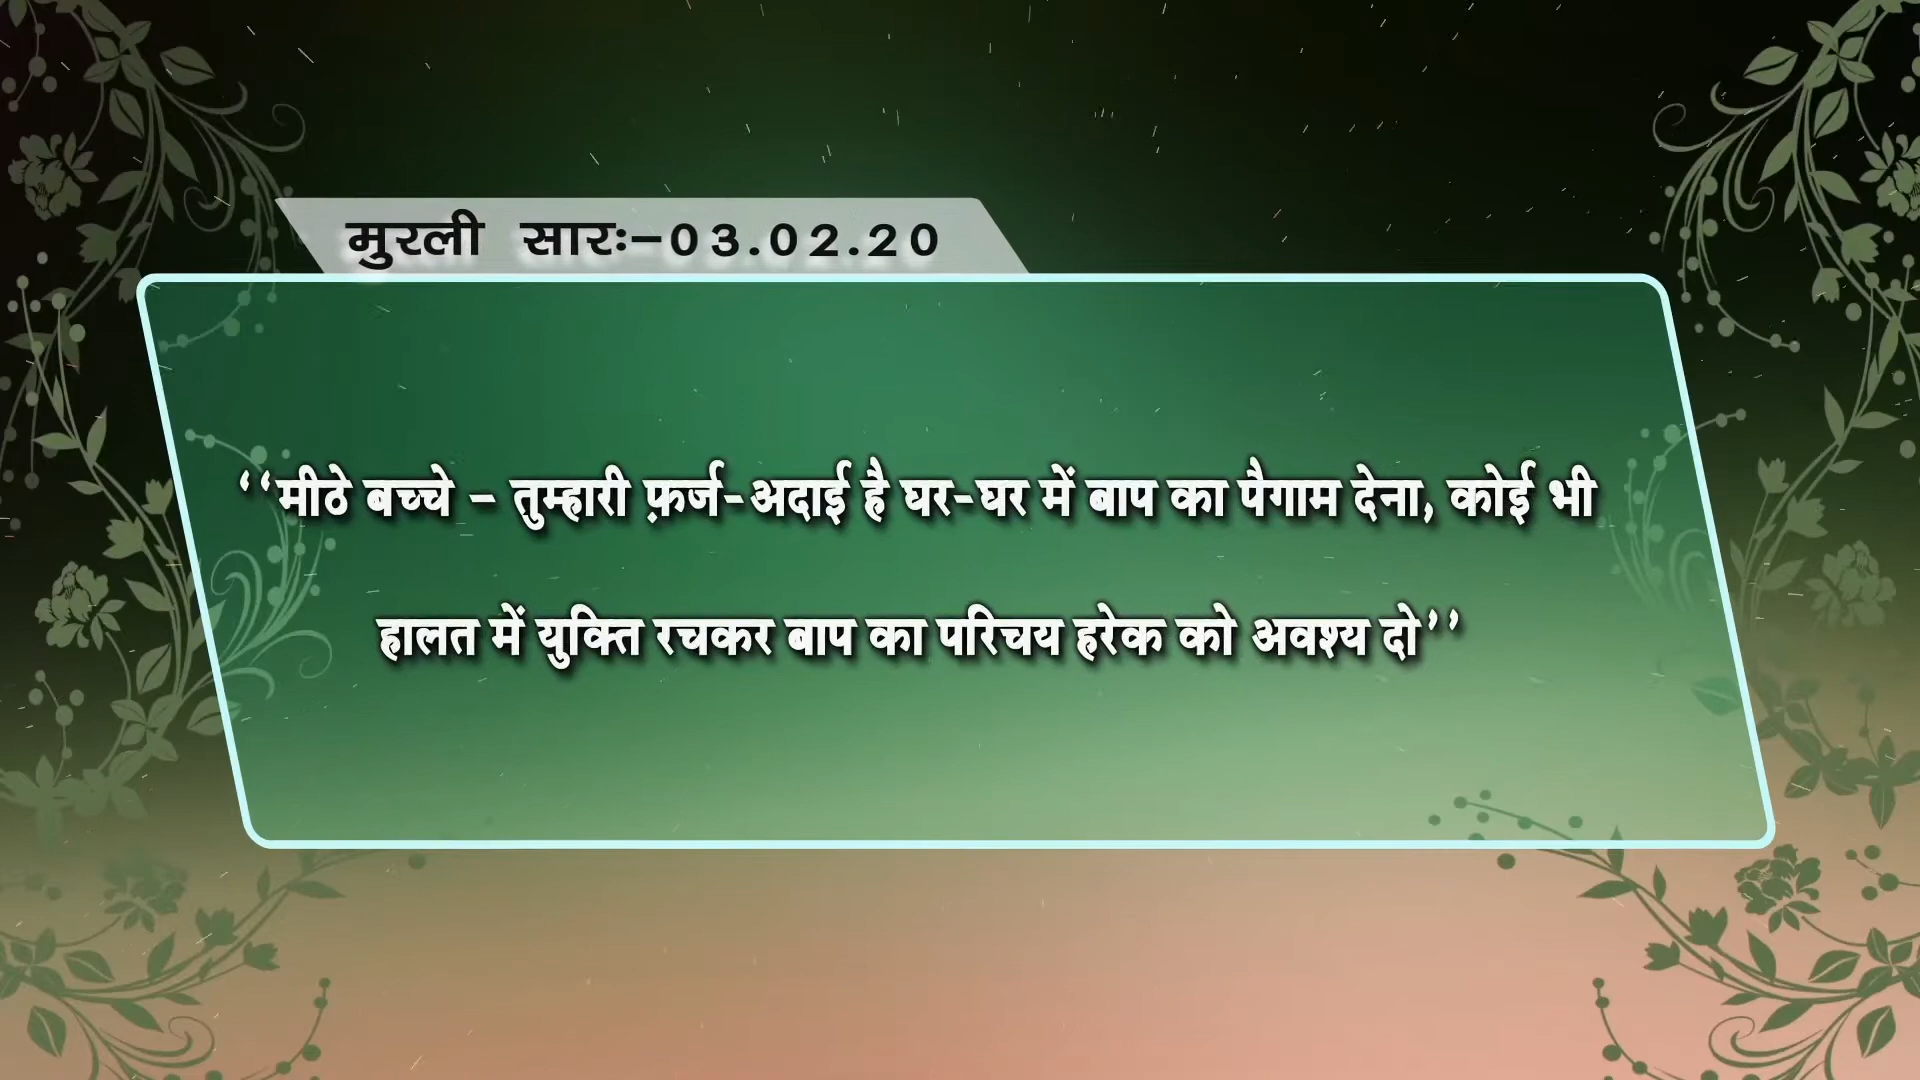 मुरली सारः-03.02.20
‘‘मीठे बच्चे - तुम्हारी फ़र्ज-अदाई है घर-घर में बाप का पैगाम देना, कोई भी
हालत में युक्ति रचकर बाप का परिचय हरेक को अवश्य दो’’